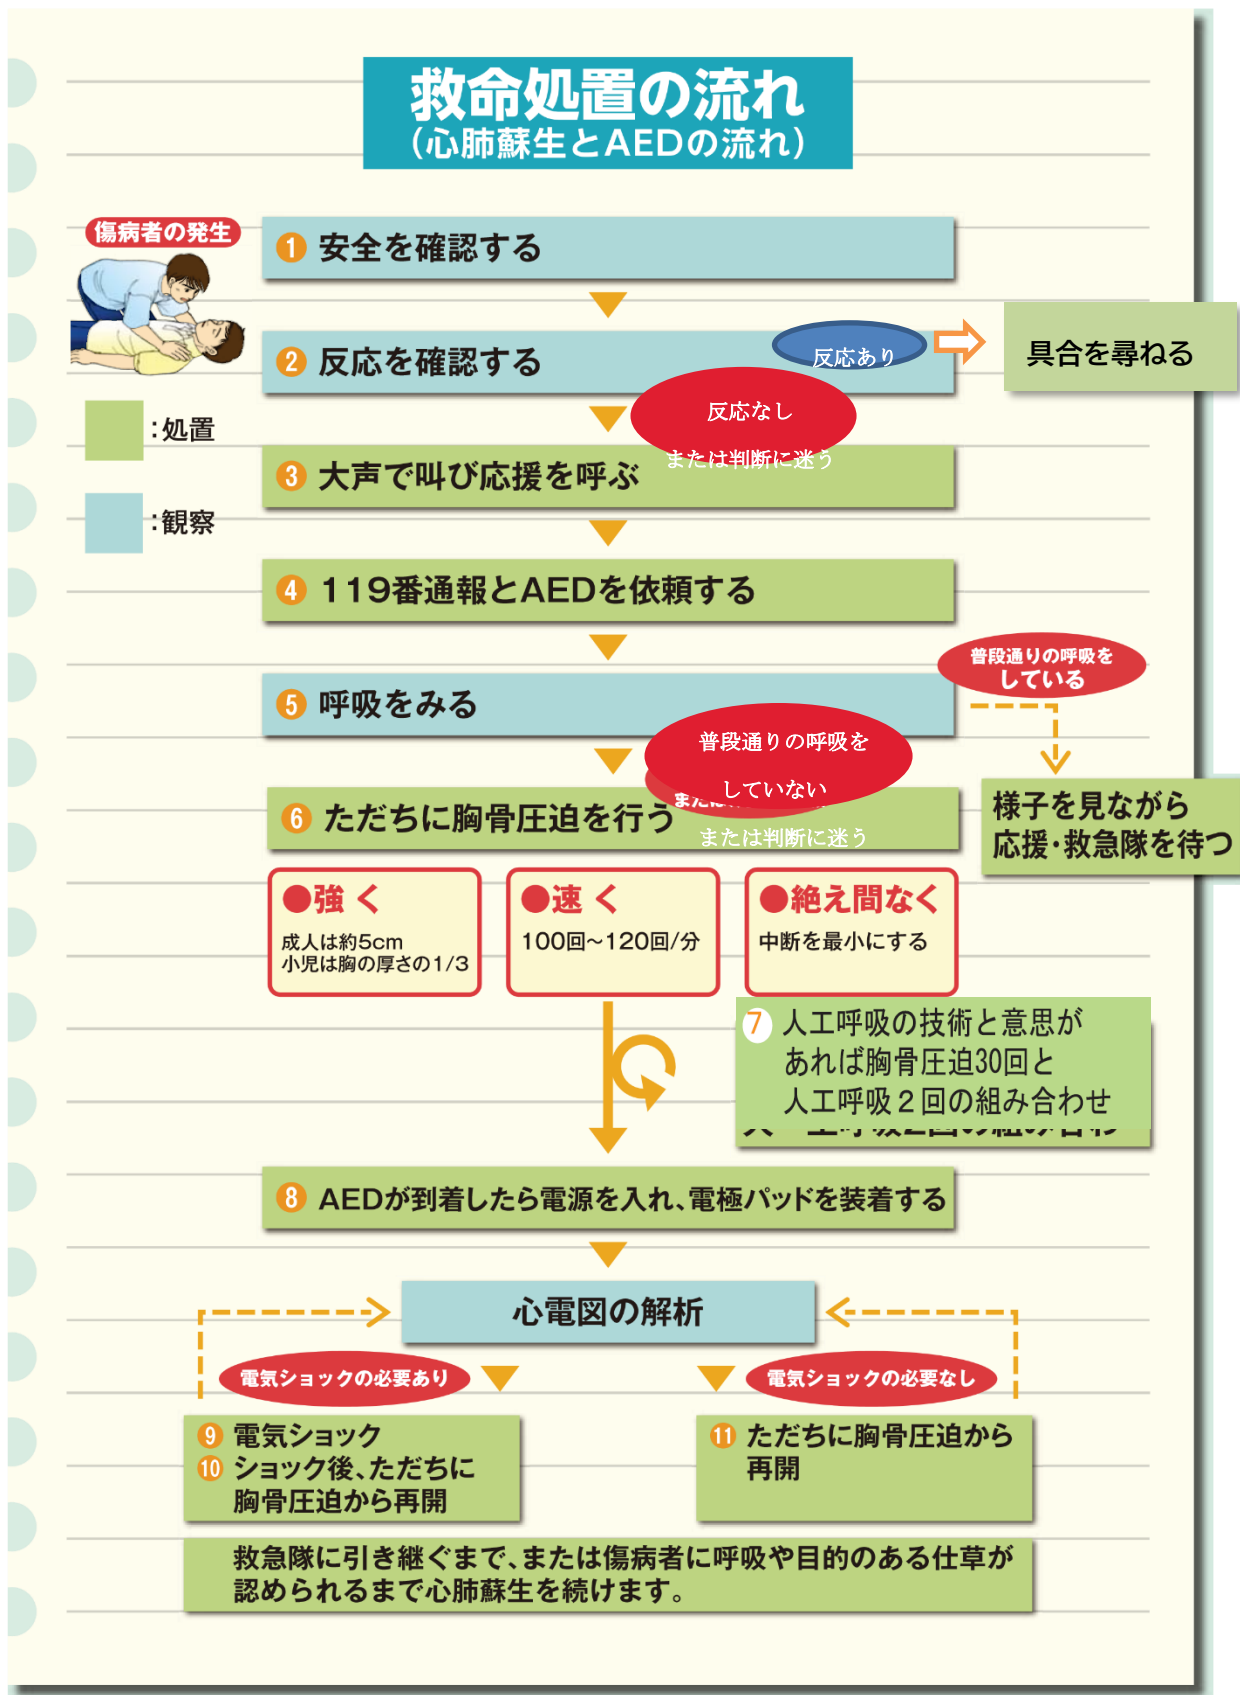 救命処置の流れ
(心肺蘇生とAEDの流れ)
傷病者の発生
1 安全を確認する
2 反応を確認する
反応あり
具合を尋ねる
反応なし
または判断に迷う
:処置
:観察
3 大声で叫び応援を呼ぶ
4 119番通報とAEDを依頼する
5 呼吸をみる
普段通りの呼吸を
している
様子を見ながら
応援・救急隊を待つ
普段通りの呼吸を
していない
または判断に迷う
6 ただちに胸骨圧迫を行う
●強く
成人は約5cm
小児は胸の厚さの1/3
●速く
100回〜120回/分
●絶え間なく
中断を最小にする
7 人工呼吸の技術と意思が
あれば胸骨圧迫30回と
人工呼吸2回の組み合わせ
8 AEDが到着したら電源を入れ、電極パッドを装着する
心電図の解析
電気ショックの必要あり
電気ショックの必要なし
9 電気ショック
10 ショック後、ただちに
胸骨圧迫から再開
11 ただちに胸骨圧迫から
再開
救急隊に引き継ぐまで、または傷病者に呼吸や目的のある仕草が
認められるまで心肺蘇生を続けます。